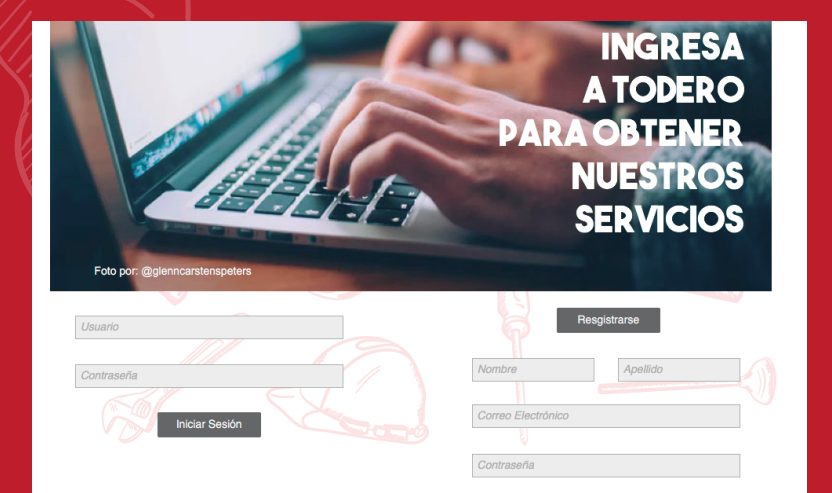 INGRESA
A TODERO
PARA OBTENER
NUESTROS
SERVICIOS
Foto por: @glenncarstenspeters
Usuario
Contraseña
Iniciar Sesión
Resgistrarse
Nombre
Apellido
Correo Electrónico
Contraseña